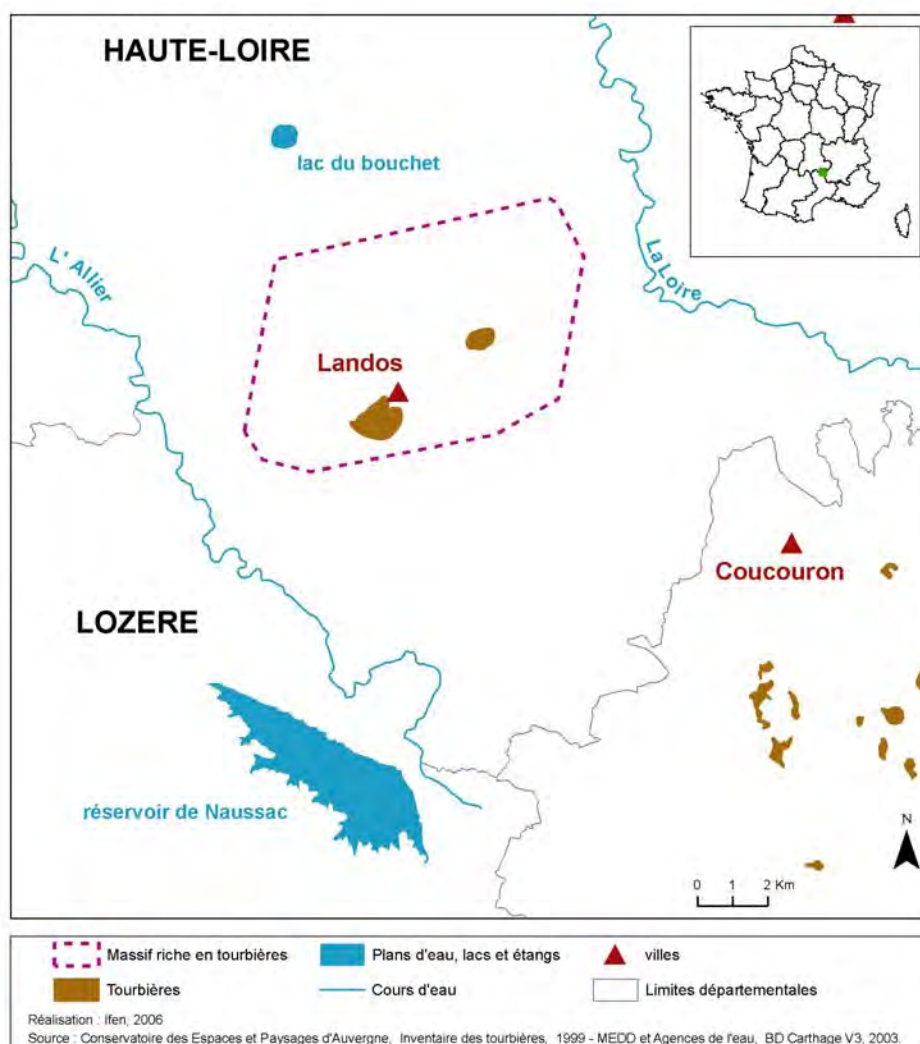 HAUTE-LOIRE
lac du bouchet
L' Allier
La Loire
Landos
Coucouron
LOZERE
réservoir de Naussac
N
0 1 2 Km
Massif riche en tourbières
Plans d'eau, lacs et étangs
villes
Tourbières
Cours d'eau
Limites départementales
Réalisation : Ifen, 2006
Source : Conservatoire des Espaces et Paysages d'Auvergne, Inventaire des tourbières, 1999 - MEDD et Agences de l'eau, BD Carthage V3, 2003.